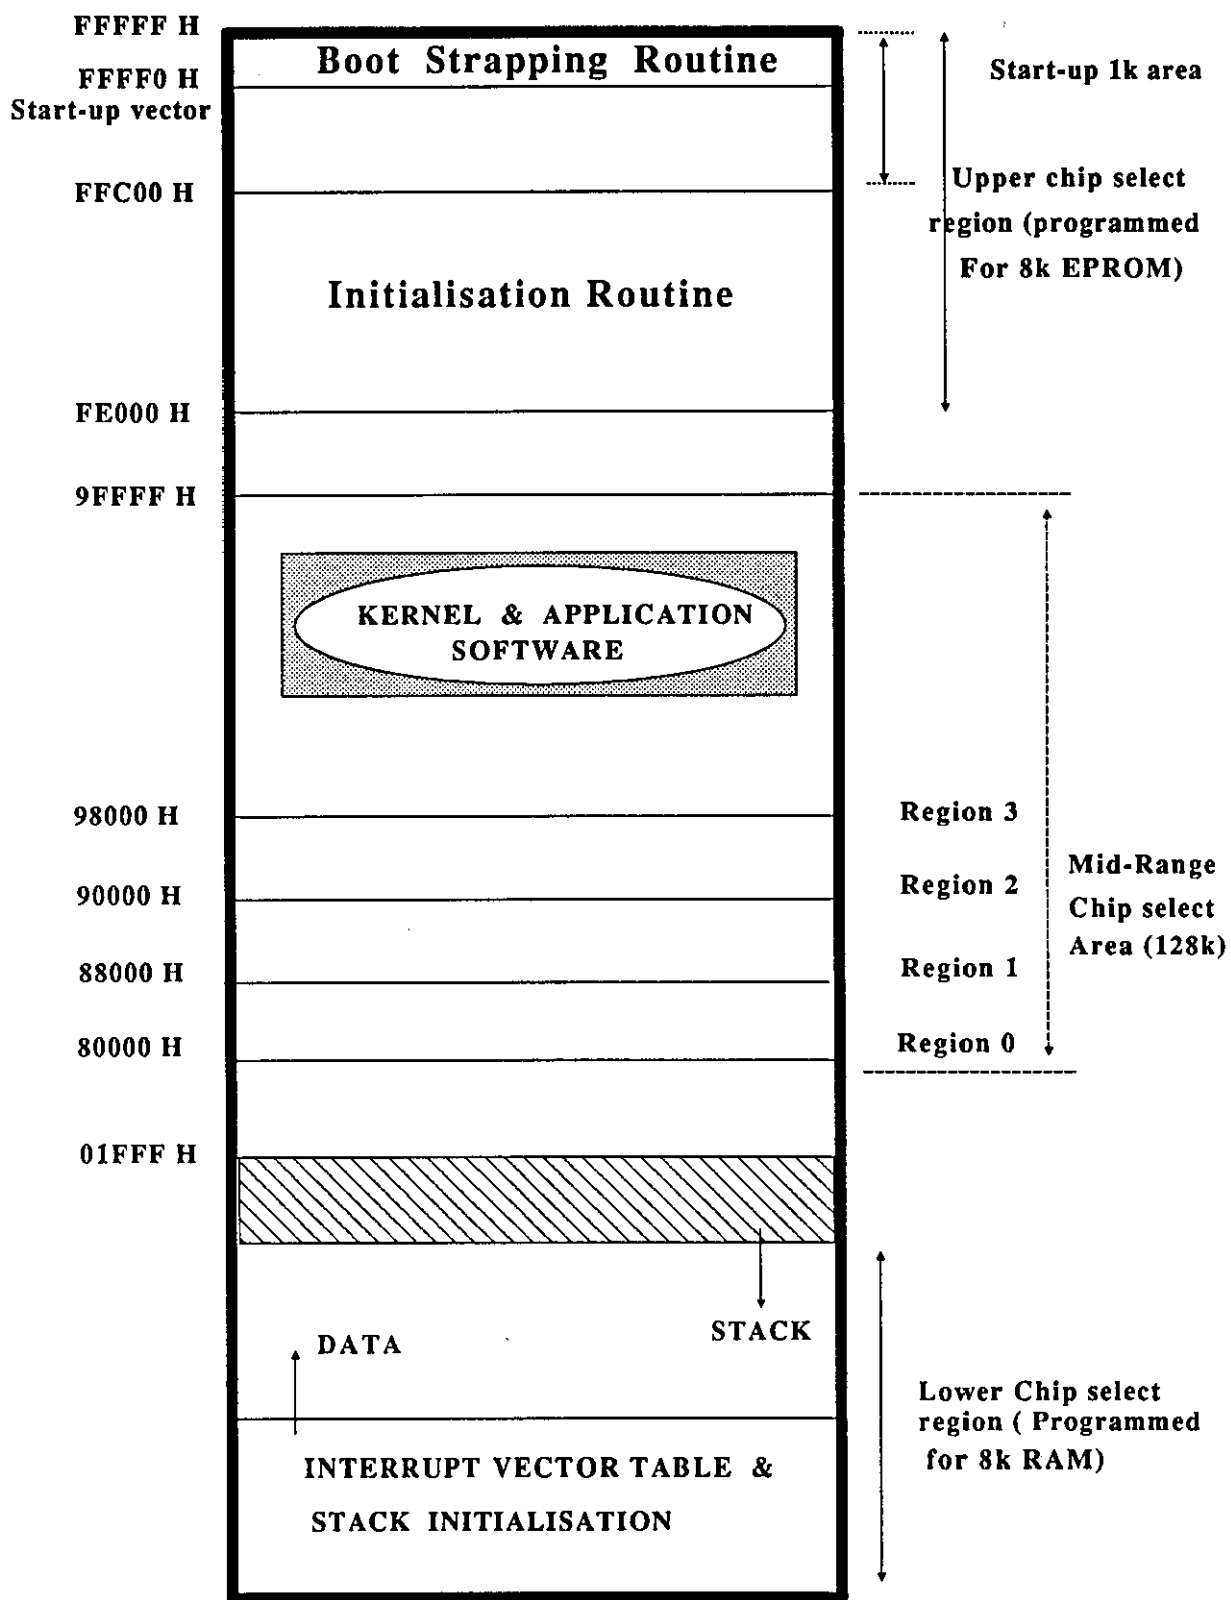 FFFFF H
Boot Strapping Routine
Start-up 1k area
FFFF0 H
Start-up vector
FFC00 H
Upper chip select
region (programmed
For 8k EPROM)
Initialisation Routine
FE000 H
9FFFF H
KERNEL & APPLICATION
SOFTWARE
98000 H
Region 3
90000 H
Region 2
Mid-Range
Chip select
Area (128k)
88000 H
Region 1
80000 H
Region 0
01FFF H
STACK
DATA
Lower Chip select
region ( Programmed
for 8k RAM)
INTERRUPT VECTOR TABLE &
STACK INITIALISATION